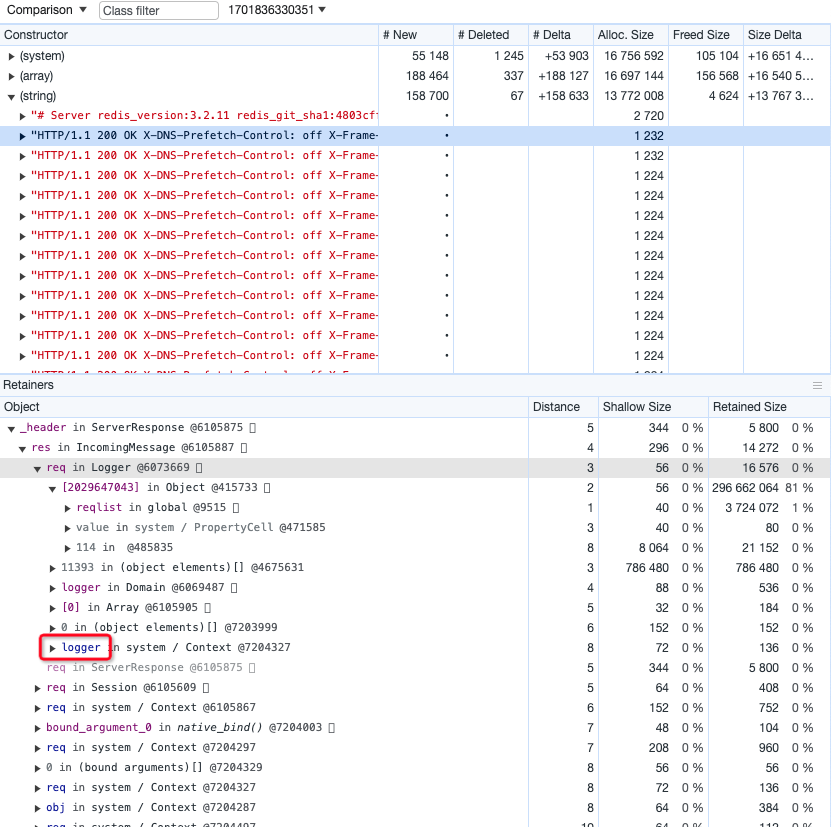 Comparison ▼ Class filter 1701836330351▼
Constructor # New # Deleted # Delta Alloc. Size Freed Size Size Delta
▶(system) 55 148 1 245 +53 903 16 756 592 105 104 +16 651 4…
▶(array) 188 464 337 +188 127 16 697 144 156 568 +16 540 5…
▼(string) 158 700 67 +158 633 13 772 008 4 624 +13 767 3…
▶"# Server redis_version:3.2.11 redis_git_sha1:4803cf • 2 720
▶"HTTP/1.1 200 OK X-DNS-Prefetch-Control: off X-Frame- • 1 232
▶"HTTP/1.1 200 OK X-DNS-Prefetch-Control: off X-Frame- • 1 232
▶"HTTP/1.1 200 OK X-DNS-Prefetch-Control: off X-Frame- • 1 224
▶"HTTP/1.1 200 OK X-DNS-Prefetch-Control: off X-Frame- • 1 224
▶"HTTP/1.1 200 OK X-DNS-Prefetch-Control: off X-Frame- • 1 224
▶"HTTP/1.1 200 OK X-DNS-Prefetch-Control: off X-Frame- • 1 224
▶"HTTP/1.1 200 OK X-DNS-Prefetch-Control: off X-Frame- • 1 224
▶"HTTP/1.1 200 OK X-DNS-Prefetch-Control: off X-Frame- • 1 224
▶"HTTP/1.1 200 OK X-DNS-Prefetch-Control: off X-Frame- • 1 224
▶"HTTP/1.1 200 OK X-DNS-Prefetch-Control: off X-Frame- • 1 224
▶"HTTP/1.1 200 OK X-DNS-Prefetch-Control: off X-Frame- • 1 224
▶"HTTP/1.1 200 OK X-DNS-Prefetch-Control: off X-Frame- • 1 224
Retainers
Object Distance Shallow Size Retained Size
▼_header in ServerResponse @6105875 5 344 0 % 5 800 0 %
▼res in IncomingMessage @6105887 4 296 0 % 14 272 0 %
▼req in Logger @6073669 3 56 0 % 16 576 0 %
▼[2029647043] in Object @415733 2 56 0 % 296 662 064 81 %
▶reqlist in global @9515 1 40 0 % 3 724 072 1 %
▶value in system / PropertyCell @471585 3 40 0 % 80 0 %
▶114 in @485835 8 8 064 0 % 21 152 0 %
▶11393 in (object elements)[] @4675631 3 786 480 0 % 786 480 0 %
▶logger in Domain @6069487 4 88 0 % 536 0 %
▶[0] in Array @6105905 5 32 0 % 184 0 %
▶0 in (object elements)[] @7203999 6 152 0 % 152 0 %
▶logger in system / Context @7204327 8 72 0 % 136 0 %
req in ServerResponse @6105875 5 344 0 % 5 800 0 %
▶req in Session @6105609 5 64 0 % 408 0 %
▶req in system / Context @6105867 6 152 0 % 752 0 %
▶bound_argument_0 in native_bind() @7204003 7 48 0 % 104 0 %
▶req in system / Context @7204297 7 208 0 % 960 0 %
▶0 in (bound arguments)[] @7204329 8 56 0 % 56 0 %
▶req in system / Context @7204327 8 72 0 % 136 0 %
▶obj in system / Context @7204287 8 64 0 % 384 0 %